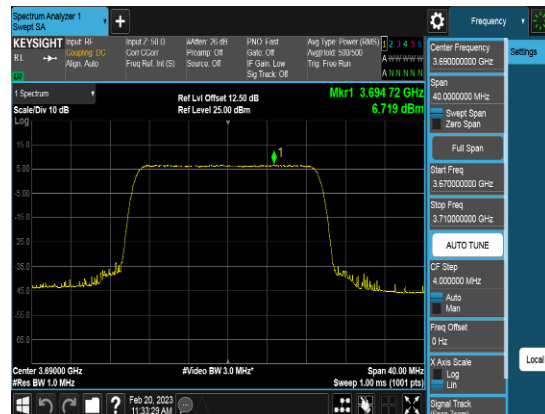 Spectrum Analyzer 1
Swept SA
+
Frequency
KEYSIGHT
RL
Input: RF
Coupling: DC
Align: Auto
Input Z: 50 Ω
Corr CCorr
Freq Ref: Int (S)
#Atten: 26 dB
Preamp: Off
Source: Off
PNO: Fast
Gate: Off
IF Gain: Low
Sig Track: Off
Avg Type: Power (RMS)
Avg|Hold: 500/500
Trig: Free Run
1 2 3 4 5 6
A W W W W W
A N N N N N
1 Spectrum
Scale/Div 10 dB
Log
Ref Lvl Offset 12.50 dB
Ref Level 25.00 dBm
Mkr1 3.694 72 GHz
6.719 dBm
1
15.0
5.00
-5.00
-15.0
-25.0
-35.0
-45.0
-55.0
-65.0
Center 3.69000 GHz
#Res BW 1.0 MHz
#Video BW 3.0 MHz*
Span 40.00 MHz
Sweep 1.00 ms (1001 pts)
Feb 20, 2023
11:33:29 AM
?
Center Frequency
3.690000000 GHz
Span
40.0000000 MHz
Swept Span
Zero Span
Full Span
Start Freq
3.670000000 GHz
Stop Freq
3.710000000 GHz
AUTO TUNE
CF Step
4.000000 MHz
Auto
Man
Freq Offset
0 Hz
X Axis Scale
Log
Lin
Signal Track
(Span Zoom)
Settings
Local